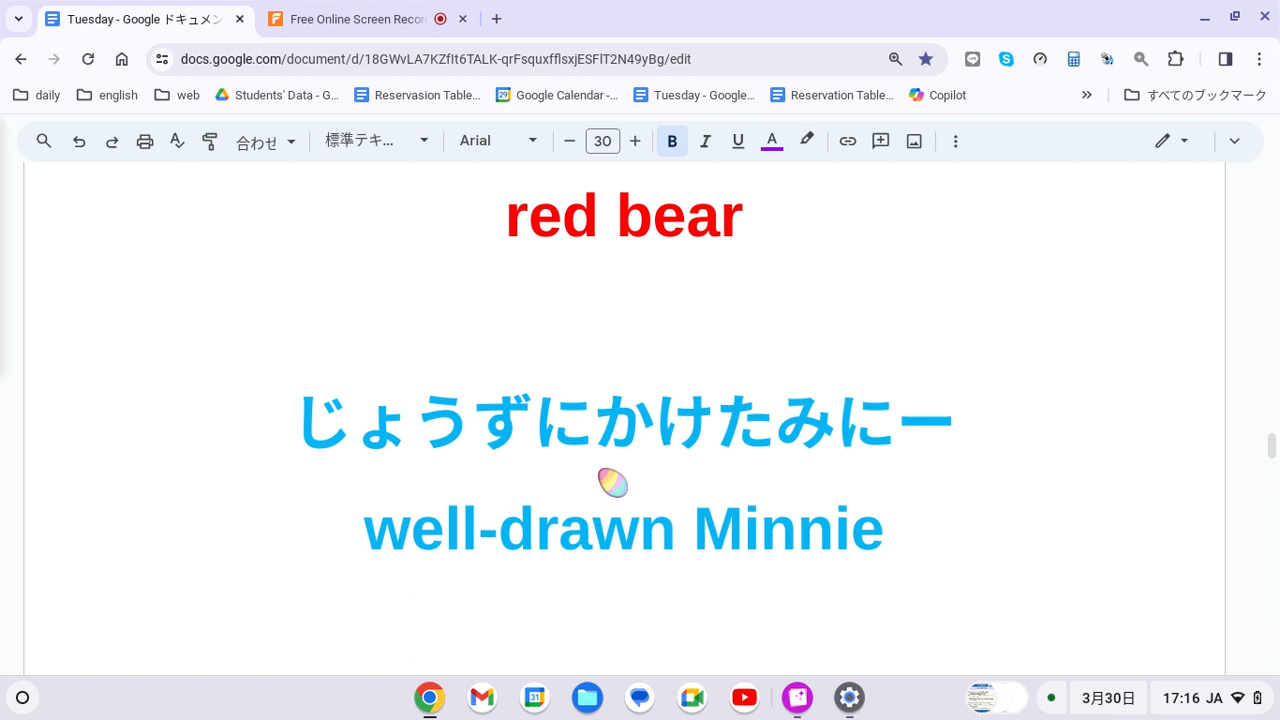 Tuesday - Google ドキュメン
Free Online Screen Recor
docs.google.com/document/d/18GWvLA7KZfIt6TALK-qrFsquxfflsxjESFlT2N49yBg/edit
daily
english
web
Students' Data - G...
Reservasion Table...
Google Calendar -...
Tuesday - Google...
Reservation Table...
Copilot
すべてのブックマーク
合わせ
標準テキ...
Arial
30
B
I
U
A
red bear
じょうずにかけたみにー
well-drawn Minnie
3月30日
17:16 JA